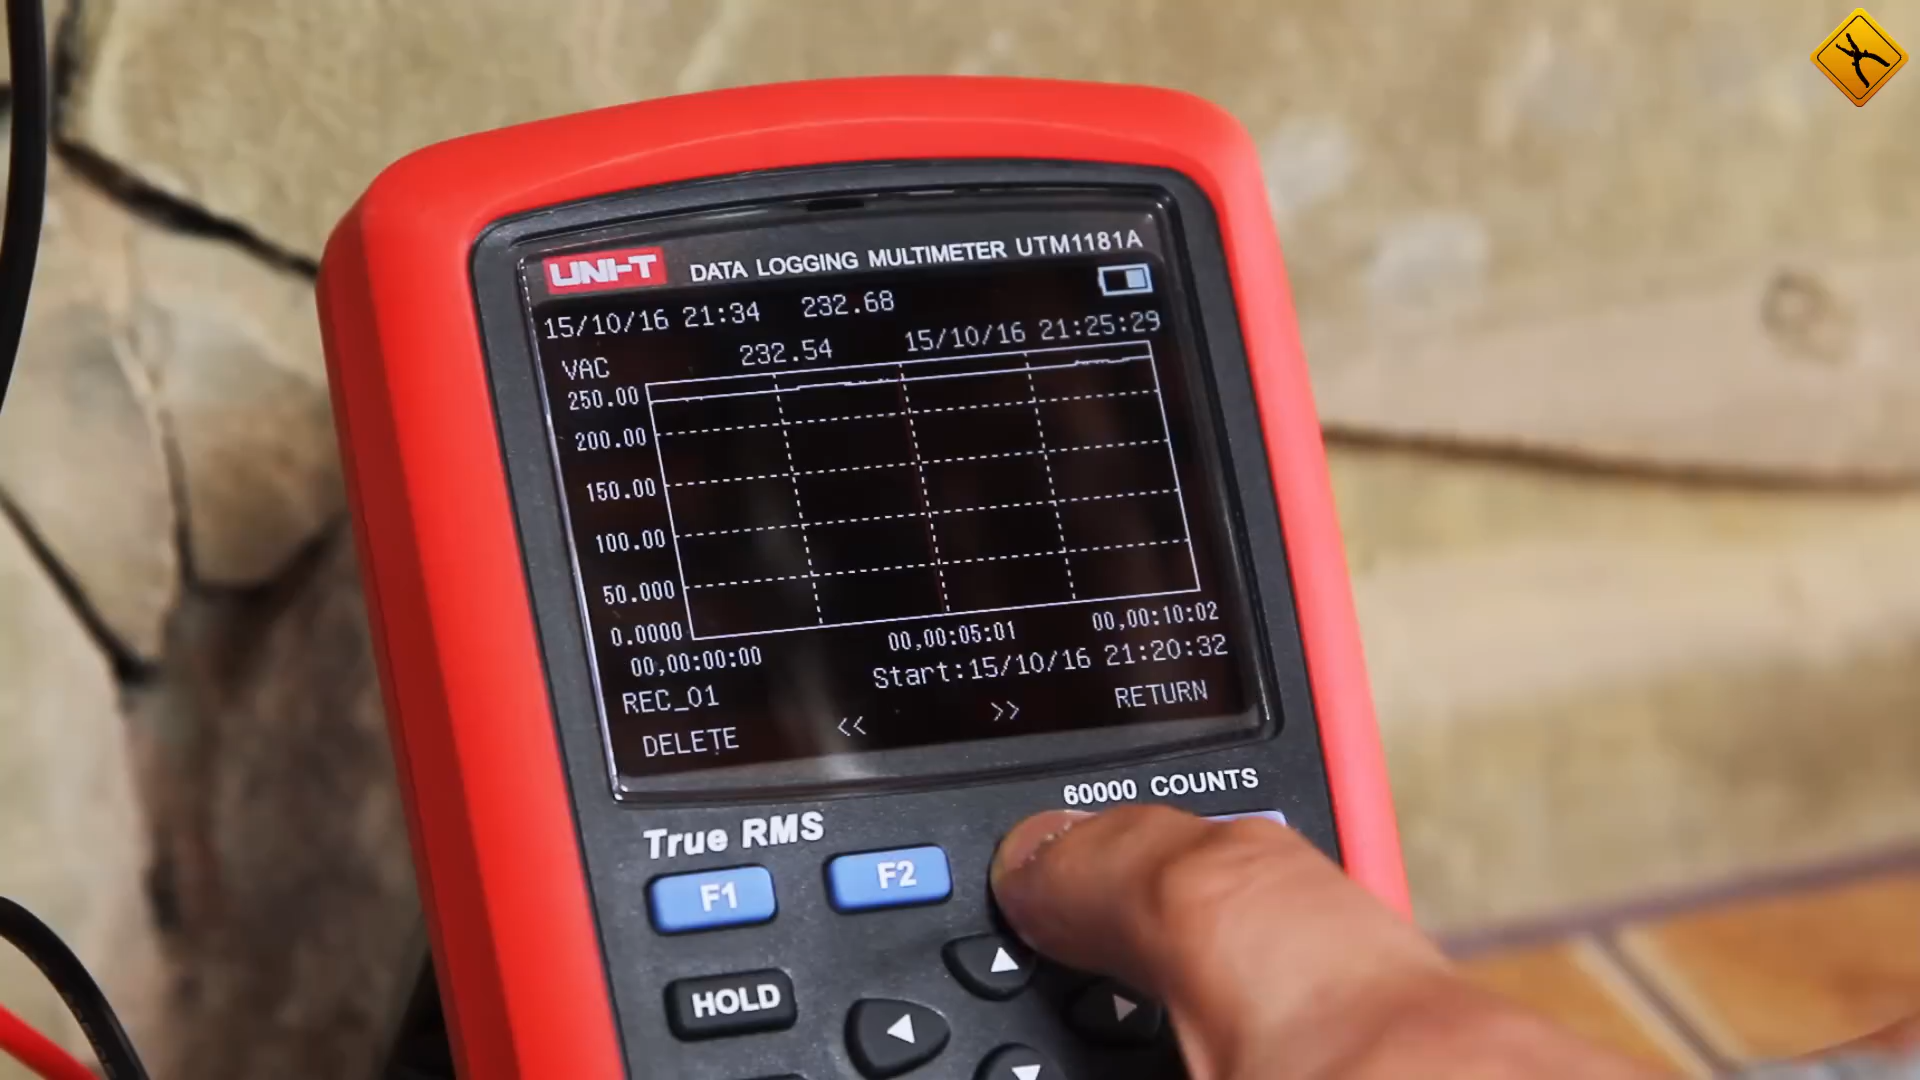 UNI-T DATA LOGGING MULTIMETER UTM1181A
15/10/16 21:34 232.68
VAC 232.54 15/10/16 21:25:29
250.00
200.00
150.00
100.00
50.000
0.0000
00,00:00:00 00,00:05:01 00,00:10:02
REC_01 Start:15/10/16 21:20:32
DELETE << >> RETURN
60000 COUNTS
True RMS
F1 F2
HOLD